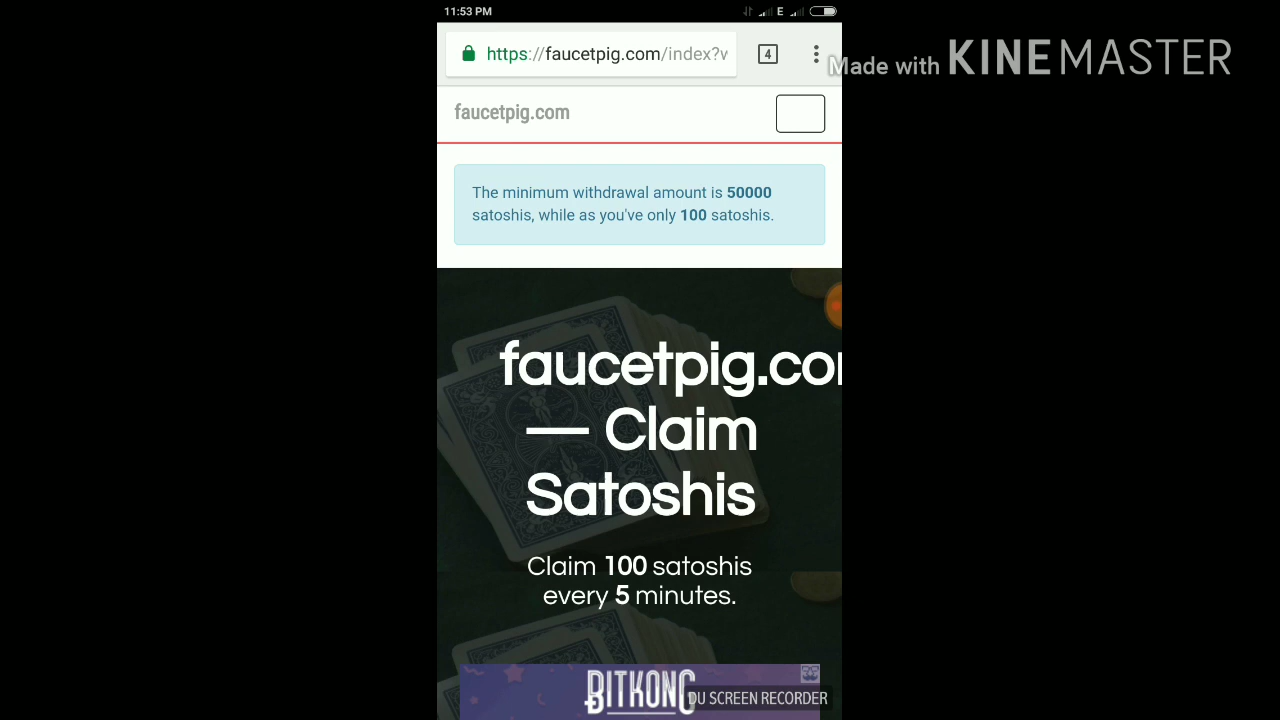 11:53 PM
E
https://faucetpig.com/index?v
4
Made with KINEMASTER
faucetpig.com
The minimum withdrawal amount is 50000
satoshis, while as you've only 100 satoshis.
faucetpig.com
— Claim
Satoshis
Claim 100 satoshis
every 5 minutes.
BITKONG
DU SCREEN RECORDER